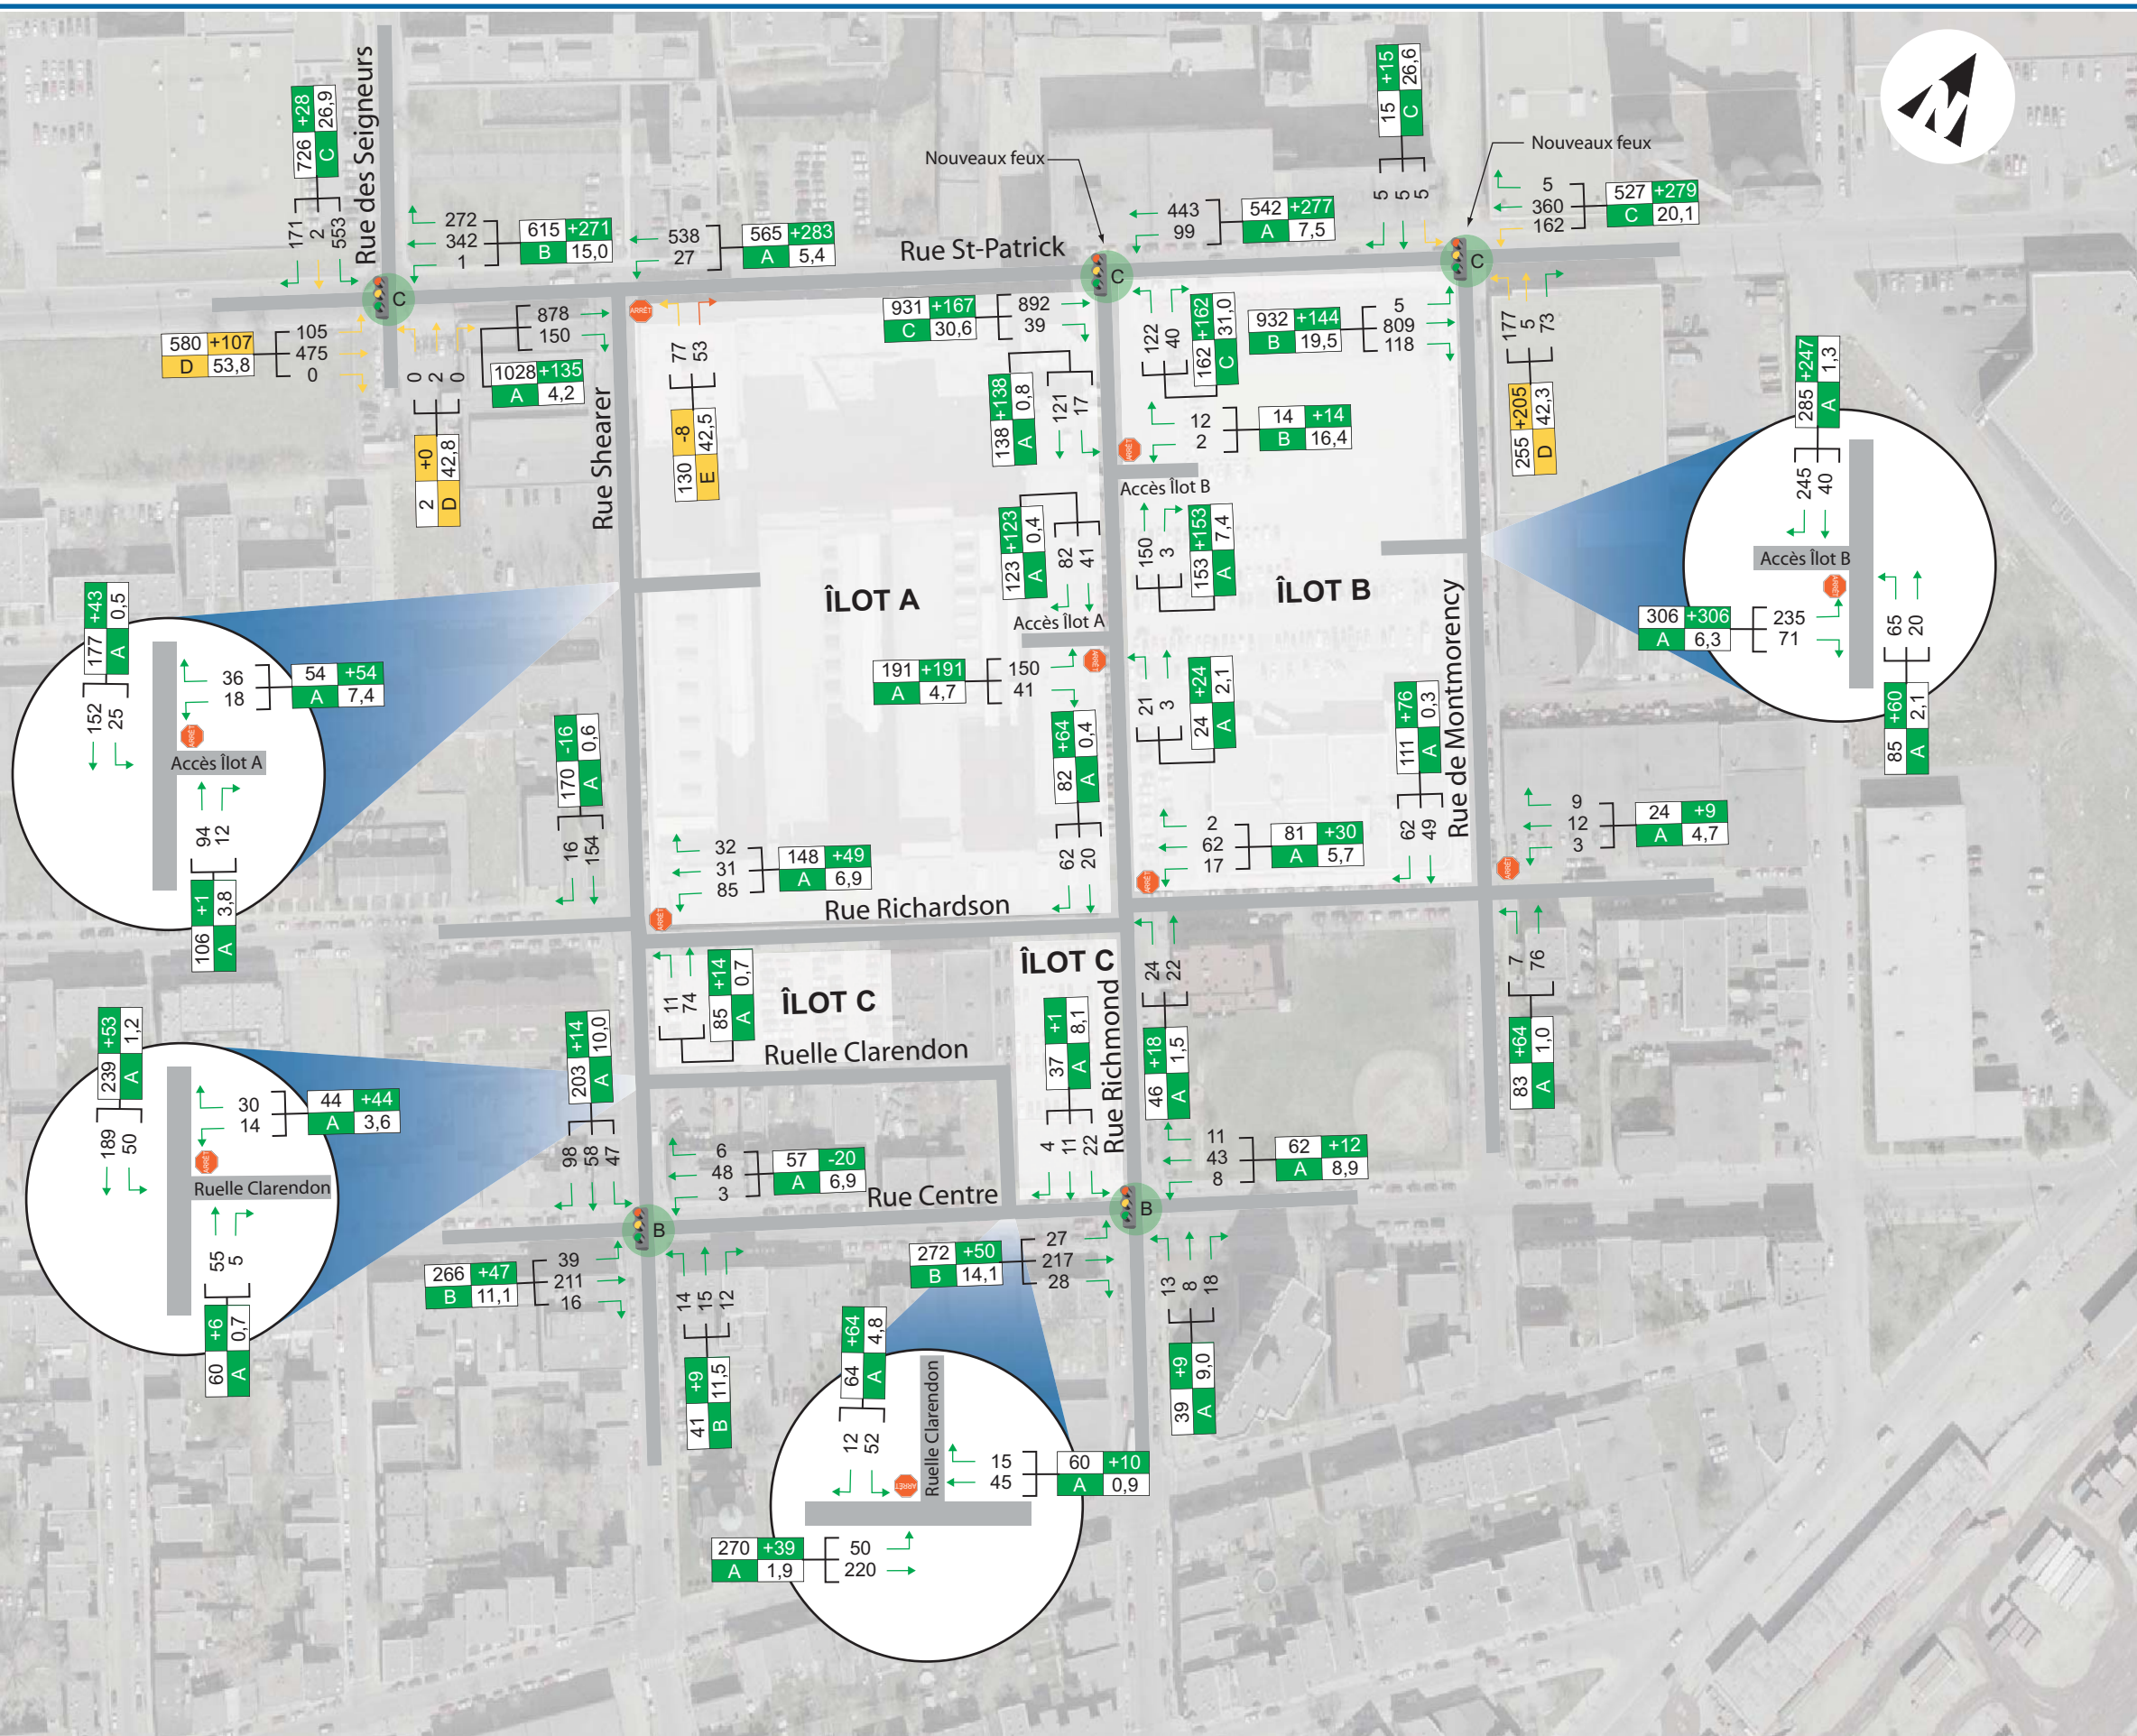 Rue des Seigneurs
726 +28
C 26,9
171 2 553
272
342
1
615 +271
B 15,0
538
27
565 +283
A 5,4
Rue St-Patrick
Nouveaux feux
443
99
542 +277
A 7,5
15 +15
C 26,6
5 5 5
Nouveaux feux
5
360
162
527 +279
C 20,1
N
C
C
C
580 +107
D 53,8
105
475
0
0 2 0
2 +0
D 42,8
878
150
1028 +135
A 4,2
Rue Shearer
ARRÊT
77 53
130 -8
E 42,5
931 +167
C 30,6
892
39
122 40
162 +162
C 31,0
932 +144
B 19,5
5
809
118
177 5 73
255 +205
D 42,3
138 +138
A 0,8
121 17
12
2
14 +14
B 16,4
ARRÊT
Accès Îlot B
123 +123
A 0,4
82 41
150 3
153 +153
A 7,4
ÎLOT A
ÎLOT B
Accès Îlot A
191 +191
A 4,7
150
41
ARRÊT
21 3
24 +24
A 2,1
82 +64
A 0,4
62 20
111 +76
A 0,3
62 49
Rue de Montmorency
285 +247
A 1,3
245 40
Accès Îlot B
ARRÊT
306 +306
A 6,3
235
71
65 20
85 +60
A 2,1
177 +43
A 0,5
152 25
36
18
54 +54
A 7,4
ARRÊT
Accès Îlot A
94 12
106 +1
A 3,8
170 -16
A 0,6
16 154
32
31
85
148 +49
A 6,9
ARRÊT
Rue Richardson
2
62
17
81 +30
A 5,7
ARRÊT
9
12
3
24 +9
A 4,7
ARRÊT
11 74
85 +14
A 0,7
ÎLOT C
ÎLOT C
Ruelle Clarendon
37 +1
A 8,1
4 11 22
Rue Richmond
24 22
46 +18
A 1,5
7 76
83 +64
A 1,0
239 +53
A 1,2
189 50
30
14
44 +44
A 3,6
ARRÊT
Ruelle Clarendon
55 5
60 +6
A 0,7
203 +14
A 10,0
98 58 47
6
48
3
57 -20
A 6,9
Rue Centre
11
43
8
62 +12
A 8,9
B
B
266 +47
B 11,1
39
211
16
14 15 12
41 +9
B 11,5
272 +50
B 14,1
27
217
28
13 8 18
39 +9
A 9,0
64 +64
A 4,8
12 52
ARRÊT
Ruelle Clarendon
15
45
60 +10
A 0,9
270 +39
A 1,9
50
220